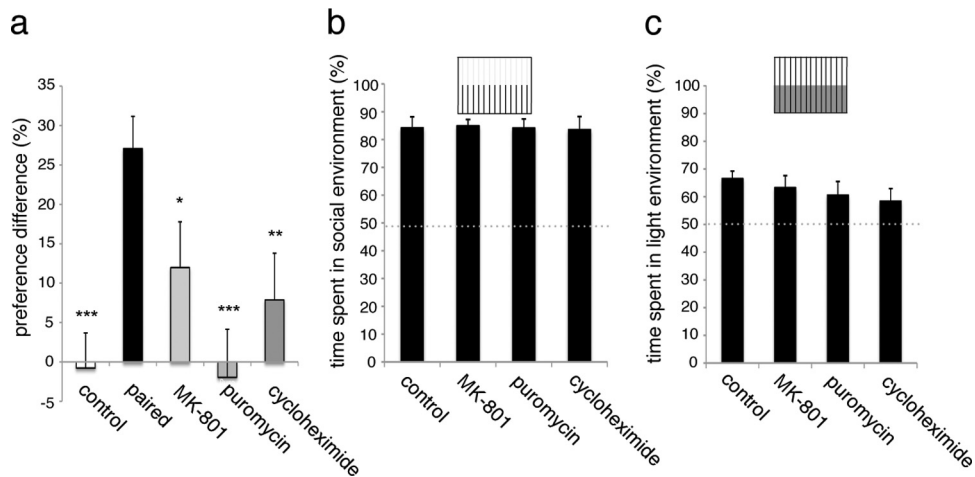 a
preference difference (%)
35
30
25
20
15
10
5
0
-5
***
*
***
**
control
paired
MK-801
puromycin
cycloheximide
b
time spent in social environment (%)
100
90
80
70
60
50
40
30
20
10
0
control
MK-801
puromycin
cycloheximide
c
time spent in light environment (%)
100
90
80
70
60
50
40
30
20
10
0
control
MK-801
puromycin
cycloheximide